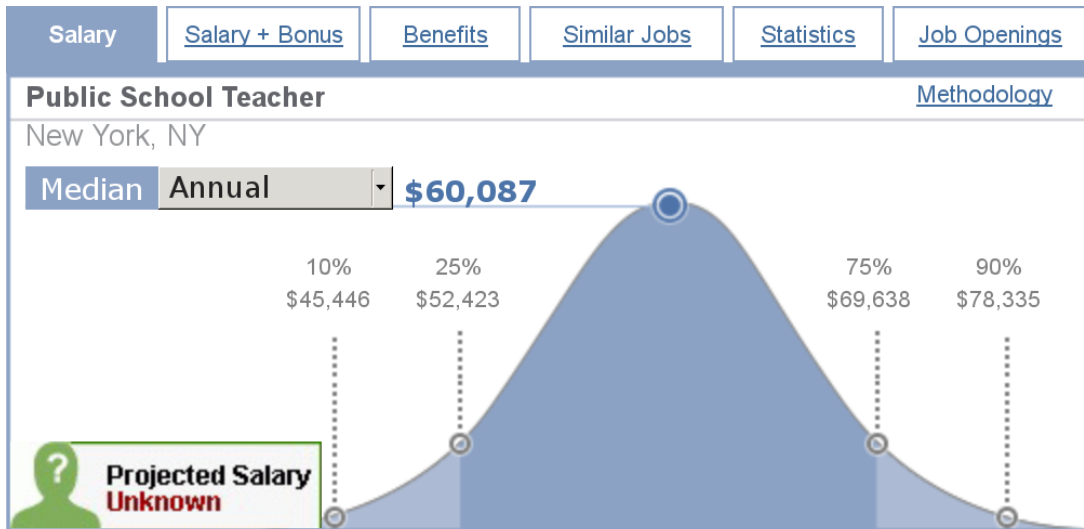 Salary Salary + Bonus Benefits Similar Jobs Statistics Job Openings
Public School Teacher Methodology
New York, NY
Median Annual $60,087
10% 25% 75% 90%
$45,446 $52,423 $69,638 $78,335
?
Projected Salary
Unknown